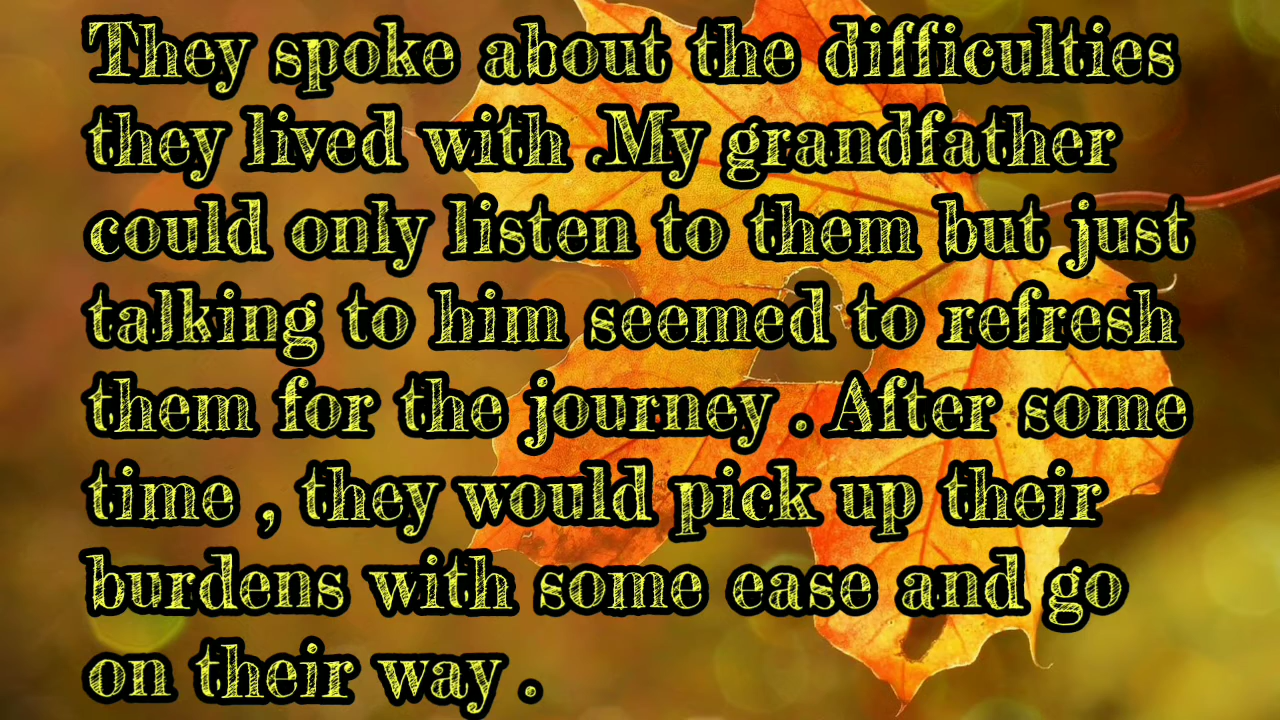 They spoke about the difficulties
they lived with .My grandfather
could only listen to them but just
talking to him seemed to refresh
them for the journey . After some
time , they would pick up their
burdens with some ease and go
on their way .